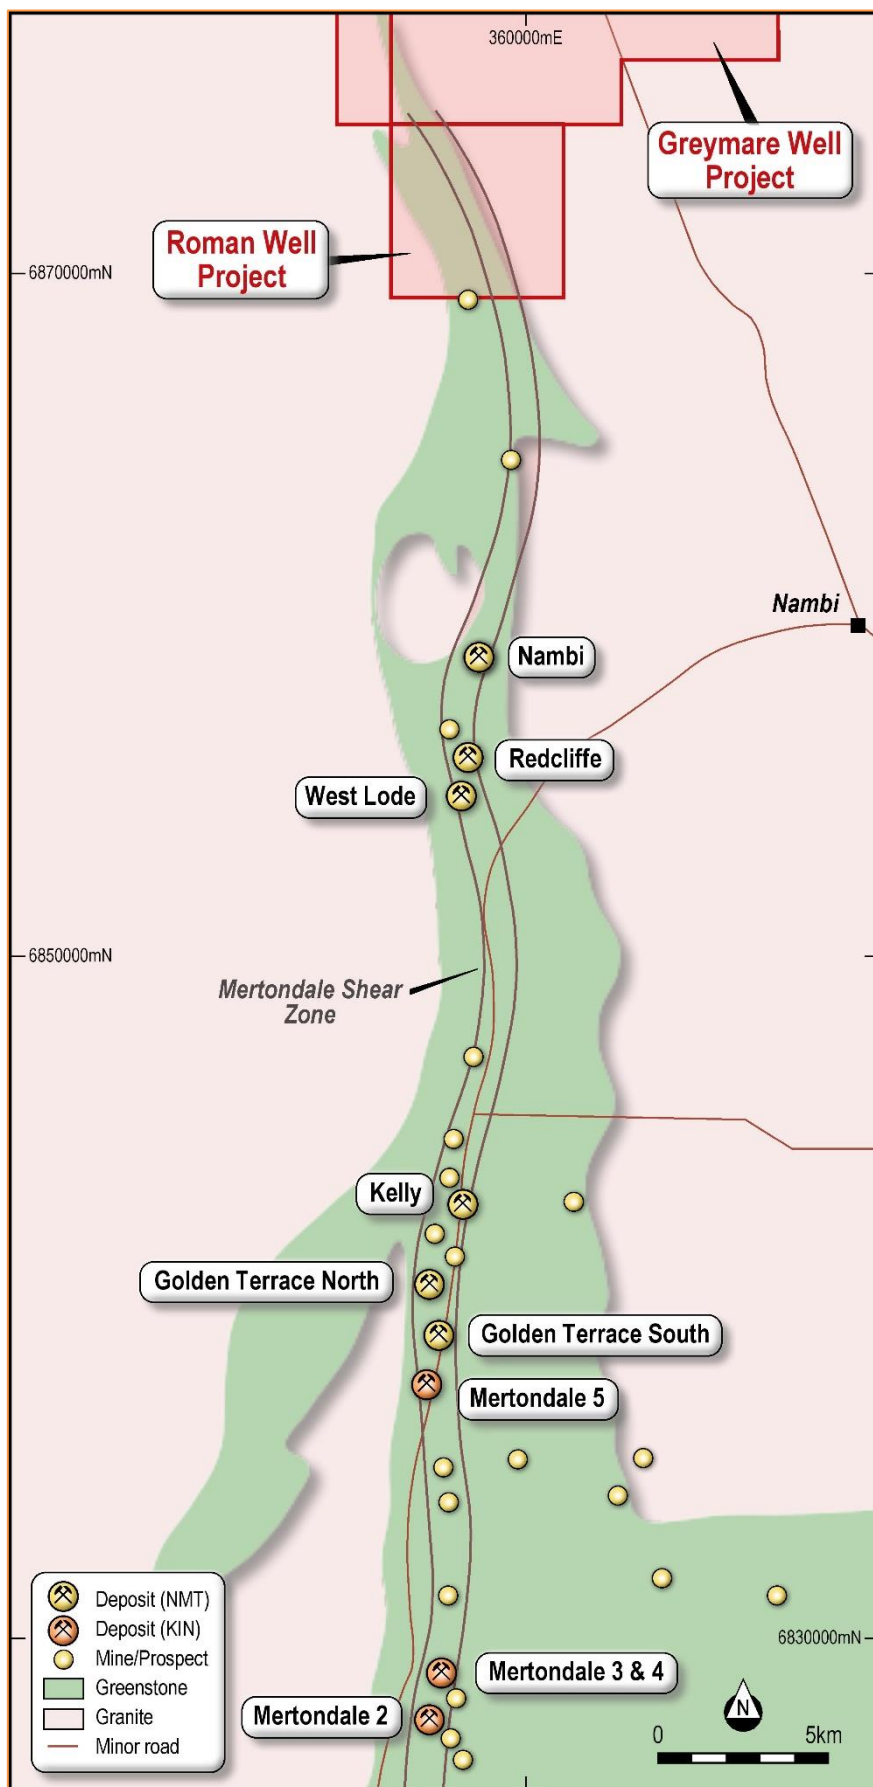 360000mE
Greymare Well
Project
Roman Well
Project
6870000mN
Nambi
Nambi
Redcliffe
West Lode
6850000mN
Mertondale Shear
Zone
Kelly
Golden Terrace North
Golden Terrace South
Mertondale 5
Deposit (NMT)
Deposit (KIN)
Mine/Prospect
Greenstone
Granite
Minor road
6830000mN
Mertondale 3 & 4
Mertondale 2
N
0 5km